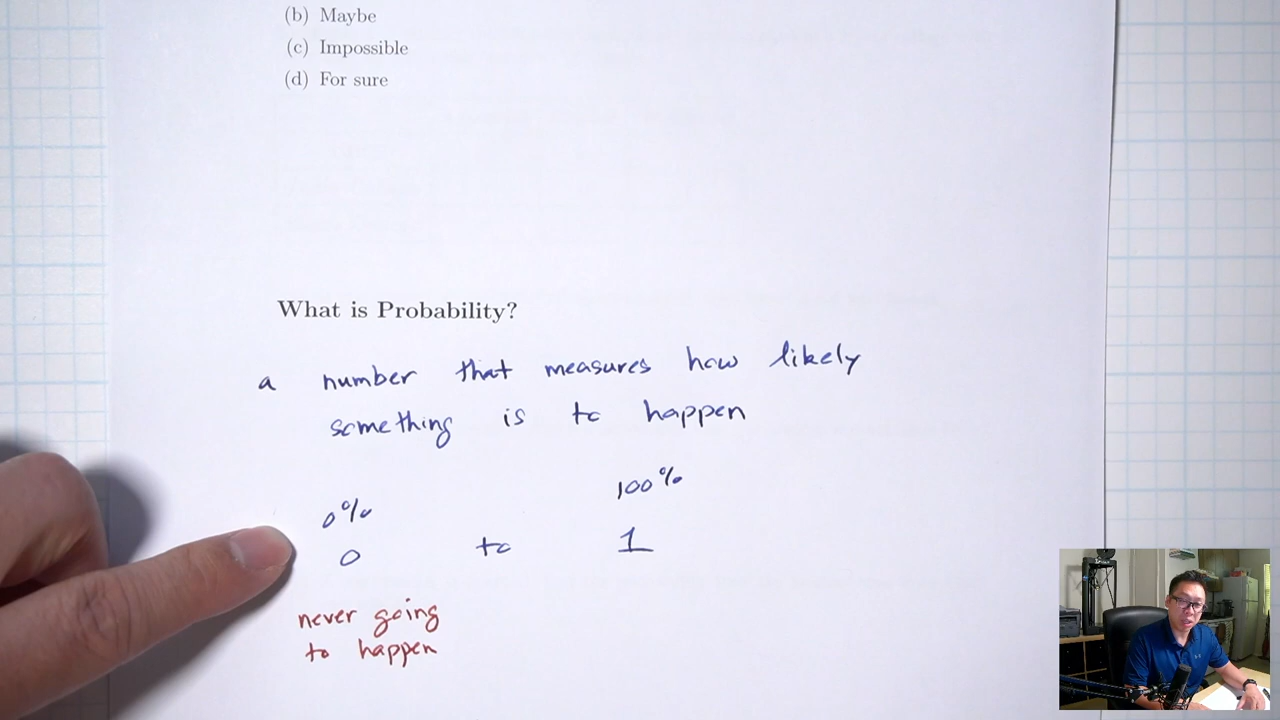 (b) Maybe
(c) Impossible
(d) For sure
What is Probability?
a number that measures how likely
something is to happen
0% 100%
0 to 1
never going
to happen